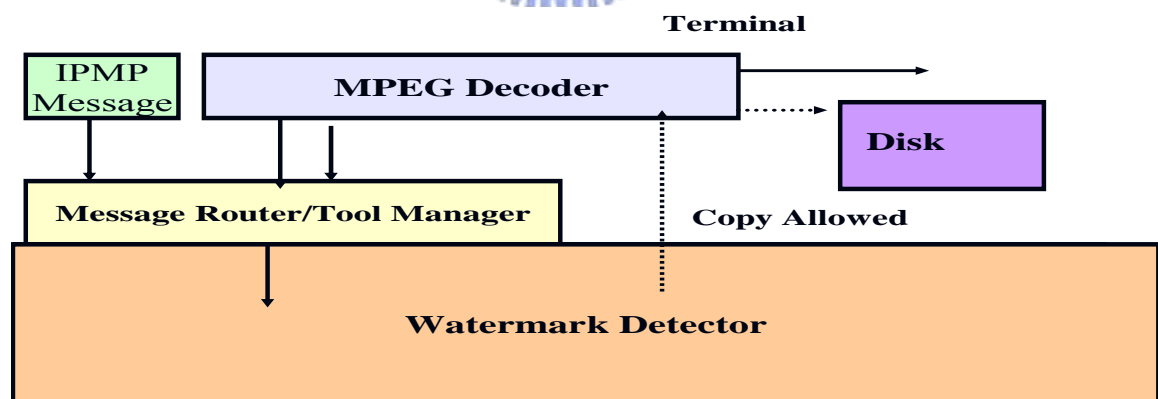 Terminal
IPMP
Message
MPEG Decoder
Disk
Message Router/Tool Manager
Copy Allowed
Watermark Detector